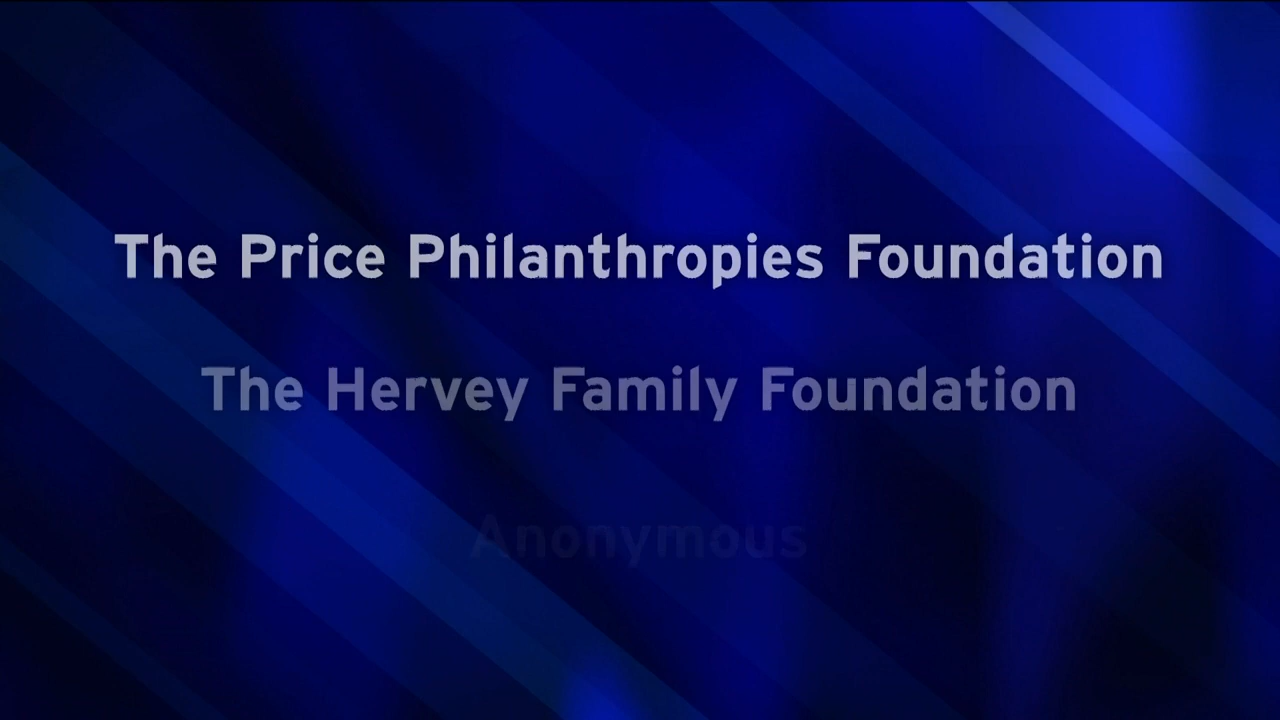 The Price Philanthropies Foundation
The Hervey Family Foundation
Anonymous